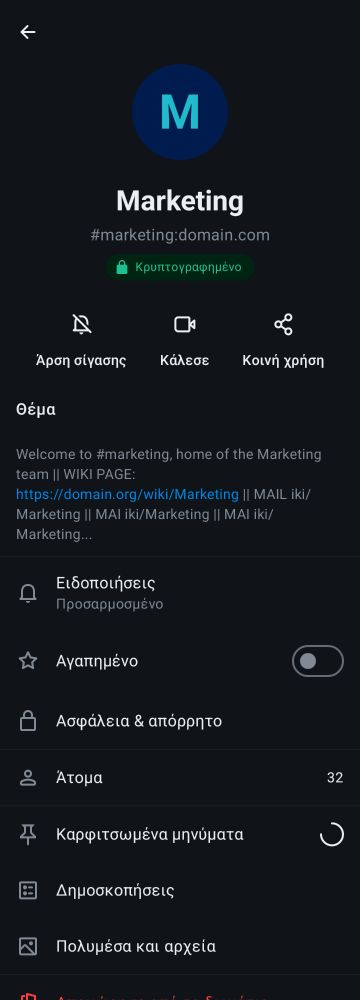 M
Marketing
#marketing:domain.com
Κρυπτογραφημένο
Άρση σίγασης
Κάλεσε
Κοινή χρήση
Θέμα
Welcome to #marketing, home of the Marketing
team || WIKI PAGE:
https://domain.org/wiki/Marketing || MAIL iki/
Marketing || MAI iki/Marketing || MAI iki/
Marketing...
Ειδοποιήσεις
Προσαρμοσμένο
Αγαπημένο
Ασφάλεια & απόρρητο
Άτομα 32
Καρφιτσωμένα μηνύματα
Δημοσκοπήσεις
Πολυμέσα και αρχεία